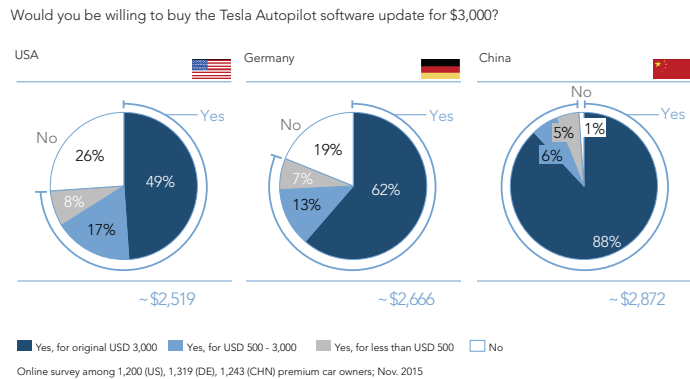 Would you be willing to buy the Tesla Autopilot software update for $3,000?
USA
Germany
China
No
Yes
26%
49%
8%
17%
No
Yes
19%
62%
7%
13%
No
Yes
5%
1%
6%
88%
~$2,519
~$2,666
~$2,872
Yes, for original USD 3,000
Yes, for USD 500 - 3,000
Yes, for less than USD 500
No
Online survey among 1,200 (US), 1,319 (DE), 1,243 (CHN) premium car owners; Nov. 2015